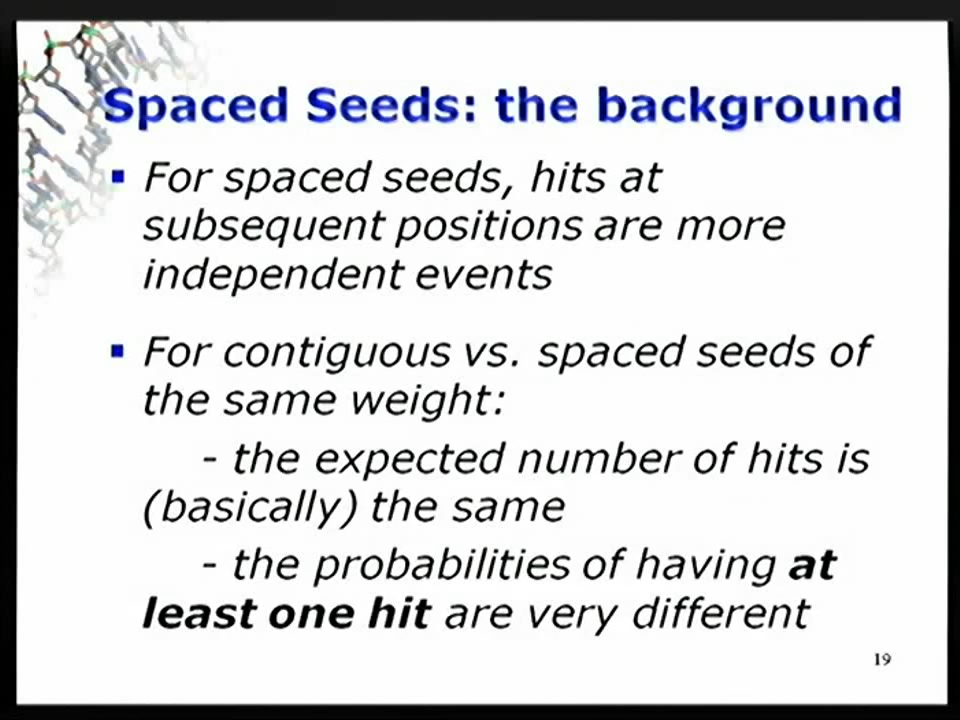 Spaced Seeds: the background
▪ For spaced seeds, hits at
subsequent positions are more
independent events
▪ For contiguous vs. spaced seeds of
the same weight:
- the expected number of hits is
(basically) the same
- the probabilities of having at
least one hit are very different
19